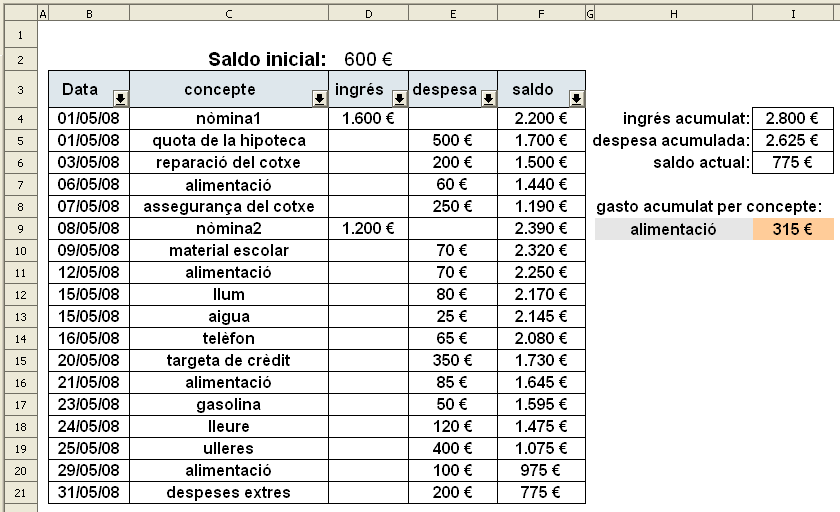 A B C D E F G H I
1
2 Saldo inicial: 600 €
3 Data concepte ingrés despesa saldo
4 01/05/08 nòmina1 1.600 € 2.200 € ingrés acumulat: 2.800 €
5 01/05/08 quota de la hipoteca 500 € 1.700 € despesa acumulada: 2.625 €
6 03/05/08 reparació del cotxe 200 € 1.500 € saldo actual: 775 €
7 06/05/08 alimentació 60 € 1.440 €
8 07/05/08 assegurança del cotxe 250 € 1.190 € gasto acumulat per concepte:
9 08/05/08 nòmina2 1.200 € 2.390 € alimentació 315 €
10 09/05/08 material escolar 70 € 2.320 €
11 12/05/08 alimentació 70 € 2.250 €
12 15/05/08 llum 80 € 2.170 €
13 15/05/08 aigua 25 € 2.145 €
14 16/05/08 telèfon 65 € 2.080 €
15 20/05/08 targeta de crèdit 350 € 1.730 €
16 21/05/08 alimentació 85 € 1.645 €
17 23/05/08 gasolina 50 € 1.595 €
18 24/05/08 lleure 120 € 1.475 €
19 25/05/08 ulleres 400 € 1.075 €
20 29/05/08 alimentació 100 € 975 €
21 31/05/08 despeses extres 200 € 775 €